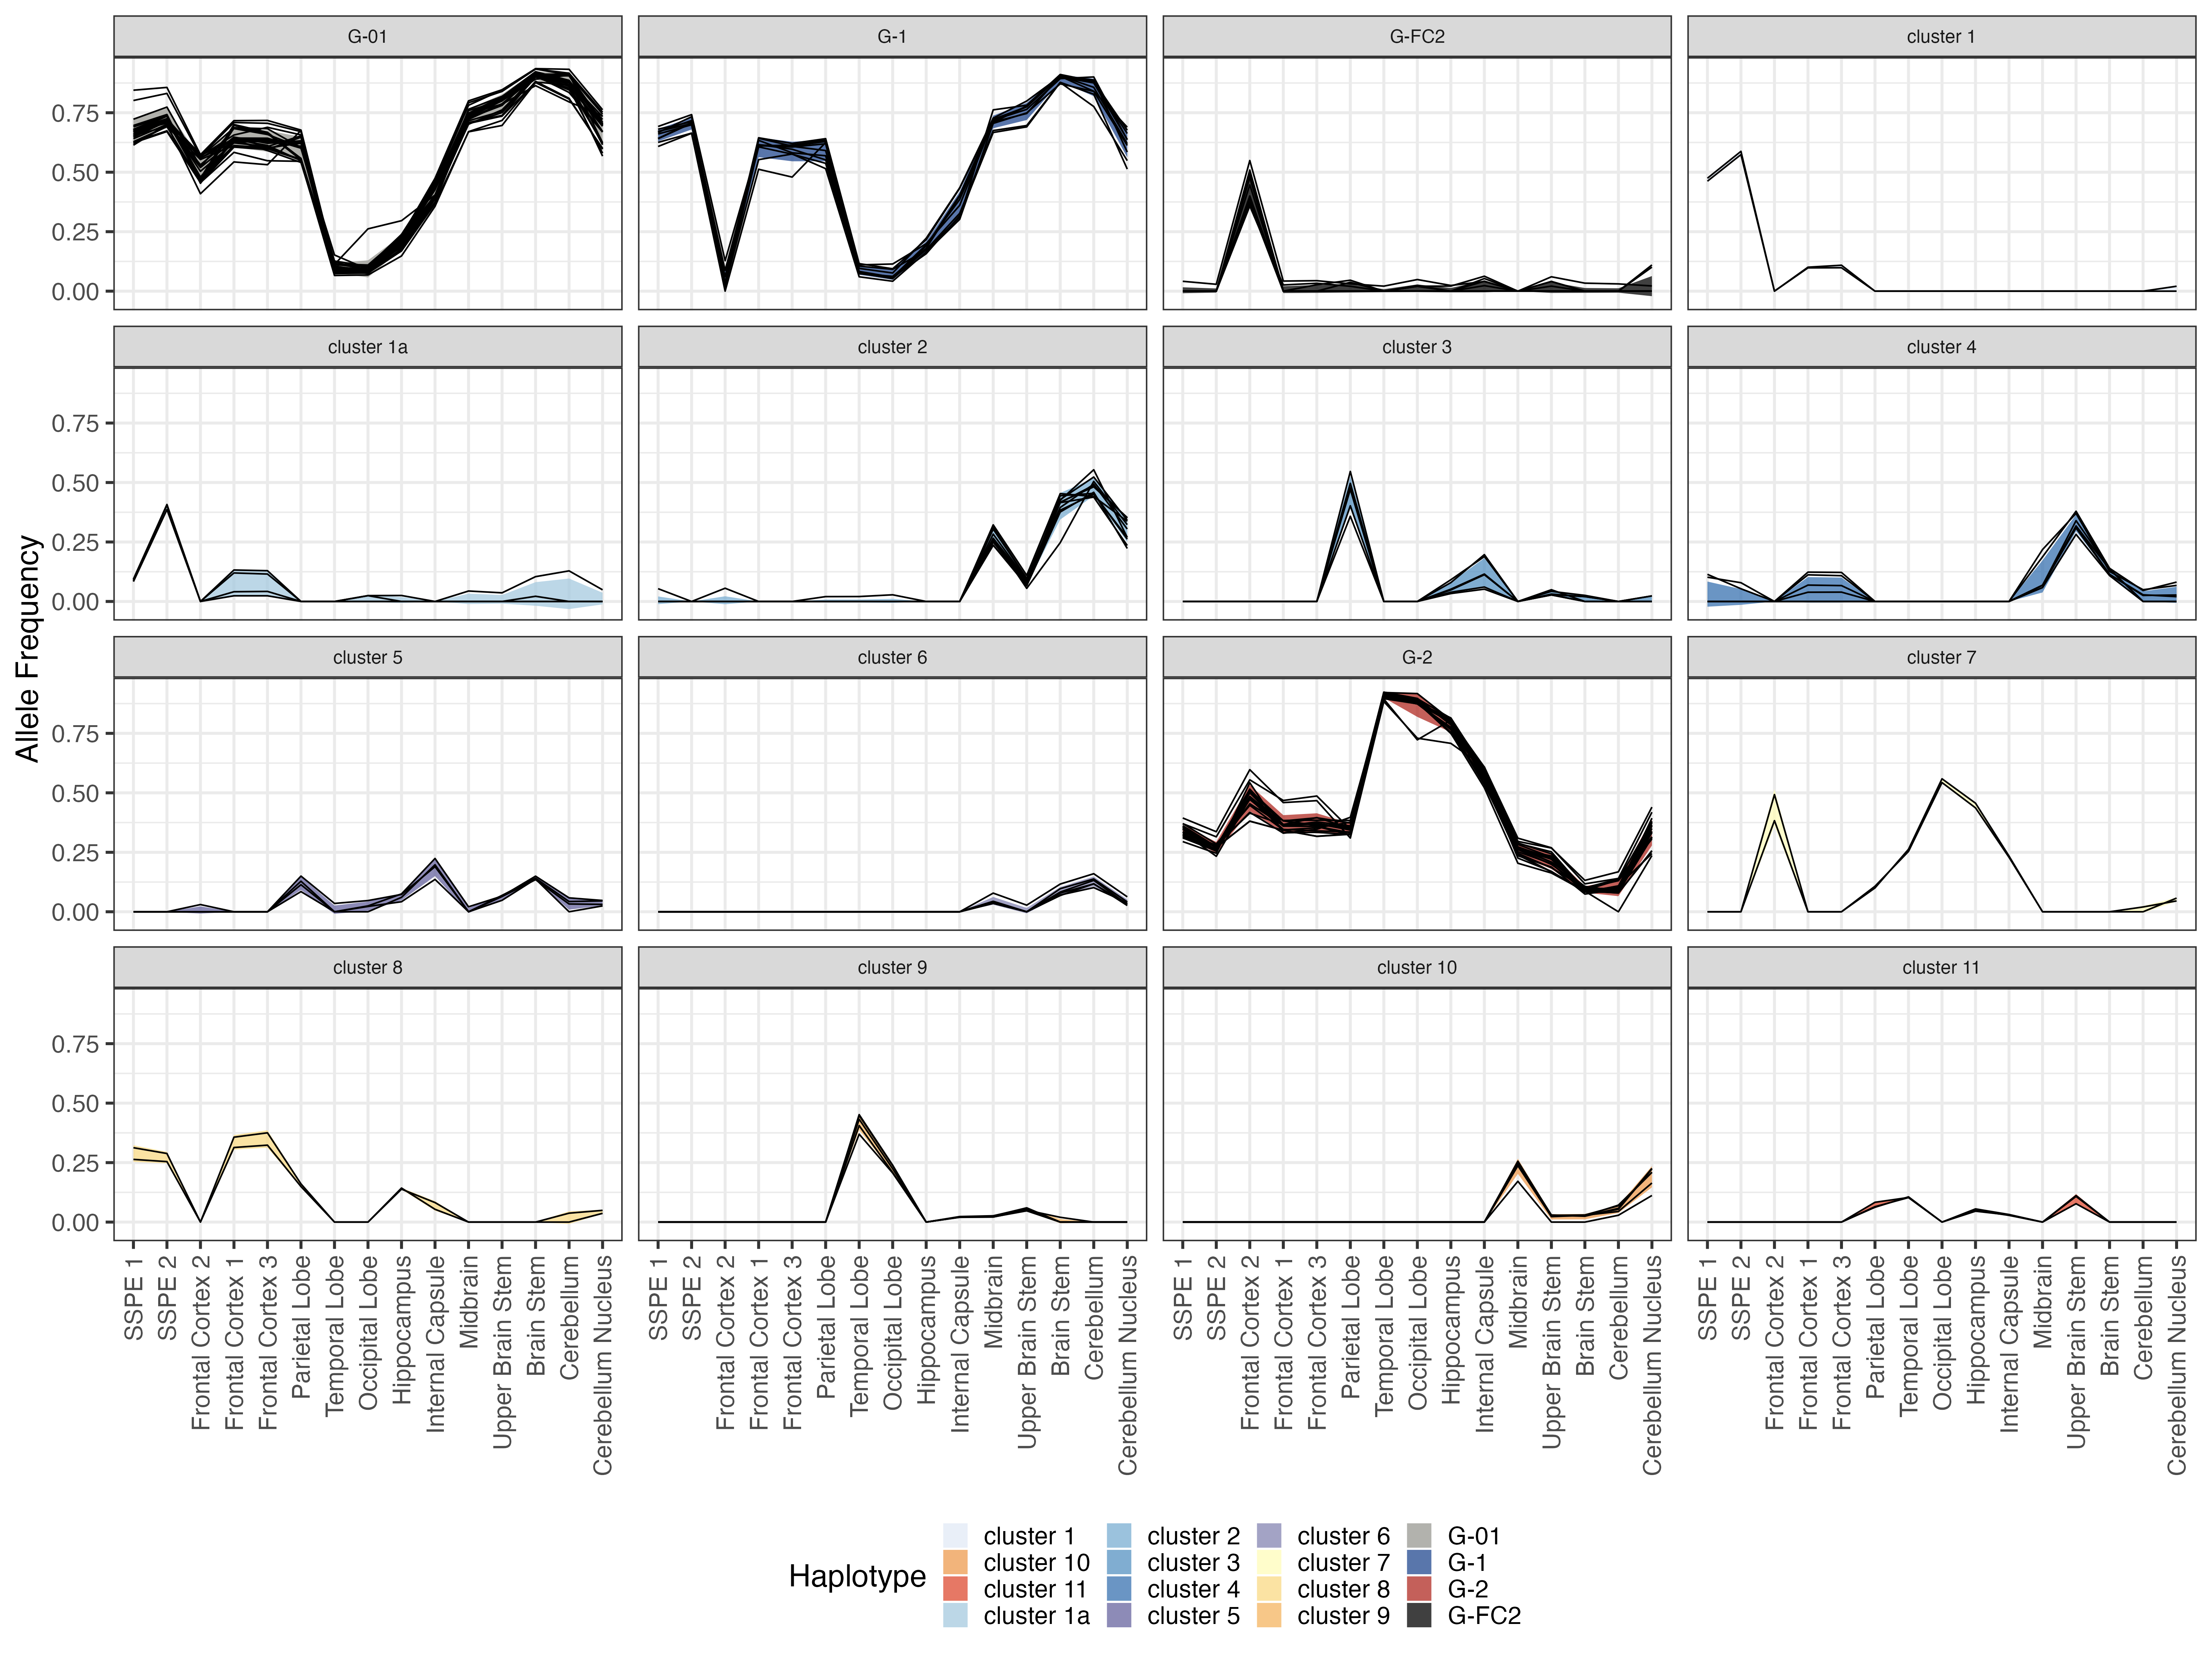 G-01 G-1 G-FC2 cluster 1
0.75
0.50
0.25
0.00
cluster 1a cluster 2 cluster 3 cluster 4
0.75
0.50
0.25
0.00
Allele Frequency
cluster 5 cluster 6 G-2 cluster 7
0.75
0.50
0.25
0.00
cluster 8 cluster 9 cluster 10 cluster 11
0.75
0.50
0.25
0.00
SSPE 1
SSPE 2
Frontal Cortex 2
Frontal Cortex 1
Frontal Cortex 3
Parietal Lobe
Temporal Lobe
Occipital Lobe
Hippocampus
Internal Capsule
Midbrain
Upper Brain Stem
Brain Stem
Cerebellum
Cerebellum Nucleus
SSPE 1
SSPE 2
Frontal Cortex 2
Frontal Cortex 1
Frontal Cortex 3
Parietal Lobe
Temporal Lobe
Occipital Lobe
Hippocampus
Internal Capsule
Midbrain
Upper Brain Stem
Brain Stem
Cerebellum
Cerebellum Nucleus
SSPE 1
SSPE 2
Frontal Cortex 2
Frontal Cortex 1
Frontal Cortex 3
Parietal Lobe
Temporal Lobe
Occipital Lobe
Hippocampus
Internal Capsule
Midbrain
Upper Brain Stem
Brain Stem
Cerebellum
Cerebellum Nucleus
SSPE 1
SSPE 2
Frontal Cortex 2
Frontal Cortex 1
Frontal Cortex 3
Parietal Lobe
Temporal Lobe
Occipital Lobe
Hippocampus
Internal Capsule
Midbrain
Upper Brain Stem
Brain Stem
Cerebellum
Cerebellum Nucleus
Haplotype
cluster 1 cluster 2 cluster 6 G-01
cluster 10 cluster 3 cluster 7 G-1
cluster 11 cluster 4 cluster 8 G-2
cluster 1a cluster 5 cluster 9 G-FC2